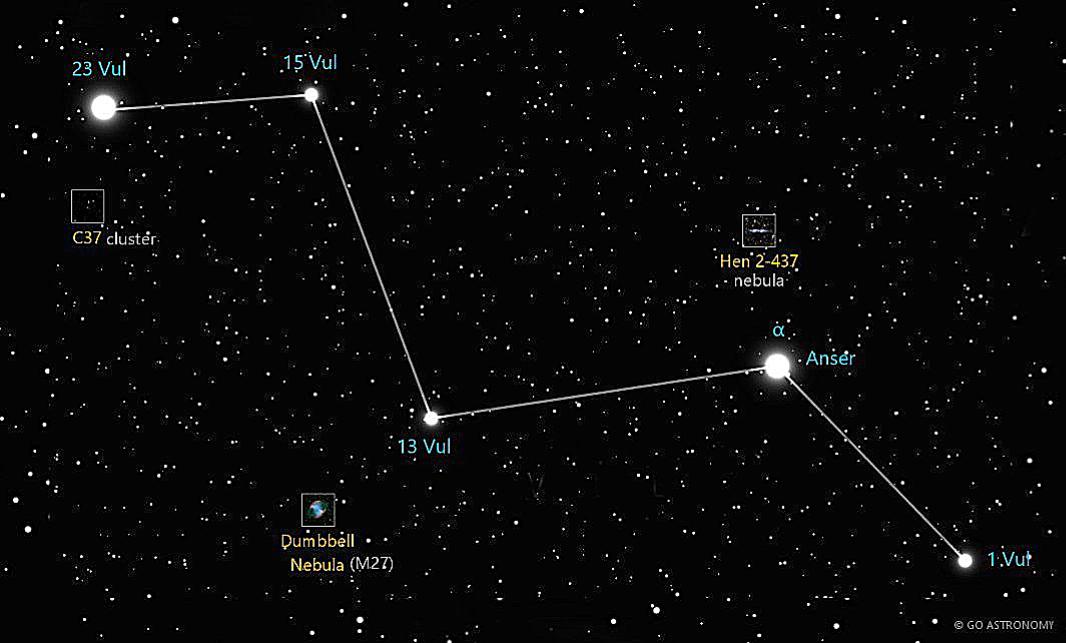 23 Vul
15 Vul
C37 cluster
Hen 2-437
nebula
α
Anser
13 Vul
Dumbbell
Nebula (M27)
1 Vul
© GO ASTRONOMY